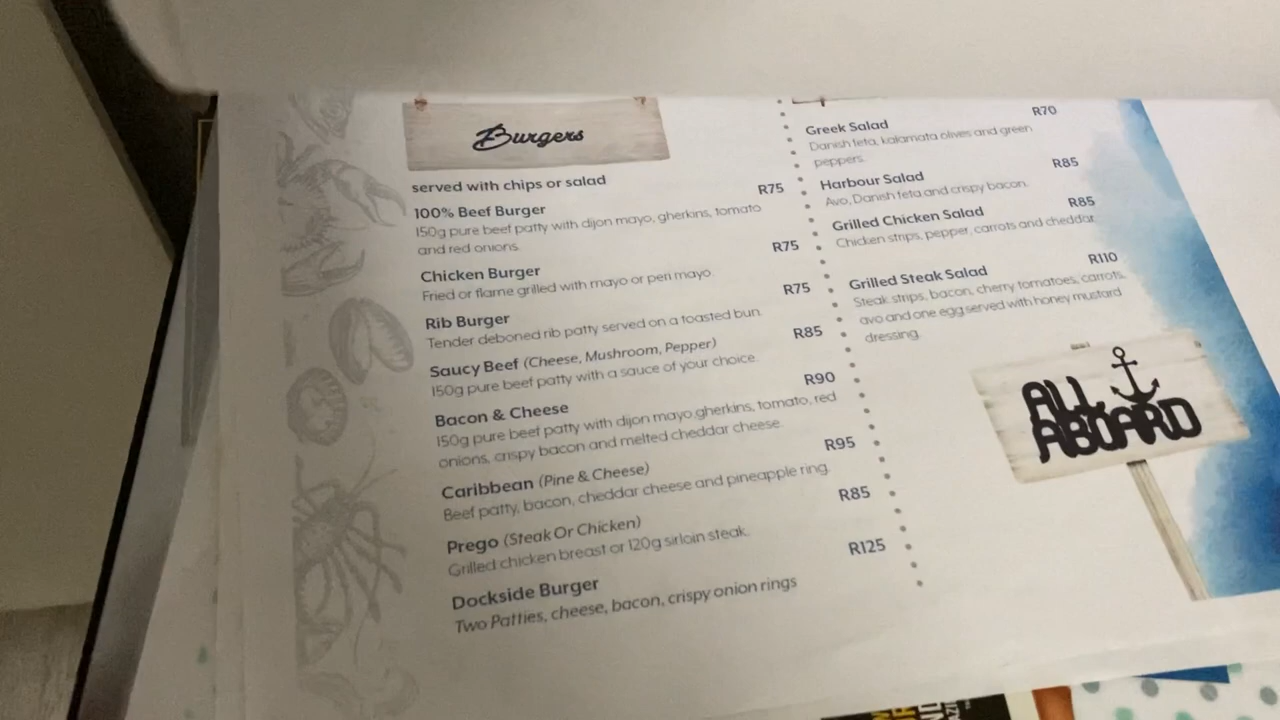 Burgers
served with chips or salad
100% Beef Burger R75
150g pure beef patty with dijon mayo, gherkins, tomato
and red onions.
Chicken Burger R75
Fried or flame grilled with mayo or peri mayo.
Rib Burger R75
Tender deboned rib patty served on a toasted bun.
Saucy Beef (Cheese, Mushroom, Pepper) R85
150g pure beef patty with a sauce of your choice.
Bacon & Cheese R90
150g pure beef patty with dijon mayo,gherkins, tomato, red
onions, crispy bacon and melted cheddar cheese.
Caribbean (Pine & Cheese) R95
Beef patty, bacon, cheddar cheese and pineapple ring.
Prego (Steak Or Chicken) R85
Grilled chicken breast or 120g sirloin steak.
Dockside Burger R125
Two Patties, cheese, bacon, crispy onion rings
Greek Salad R70
Danish feta, kalamata olives and green
peppers.
Harbour Salad R85
Avo, Danish feta and crispy bacon.
Grilled Chicken Salad R85
Chicken strips, pepper, carrots and cheddar.
Grilled Steak Salad R110
Steak strips, bacon, cherry tomatoes, carrots,
avo and one egg served with honey mustard
dressing.
ALL
ABOARD